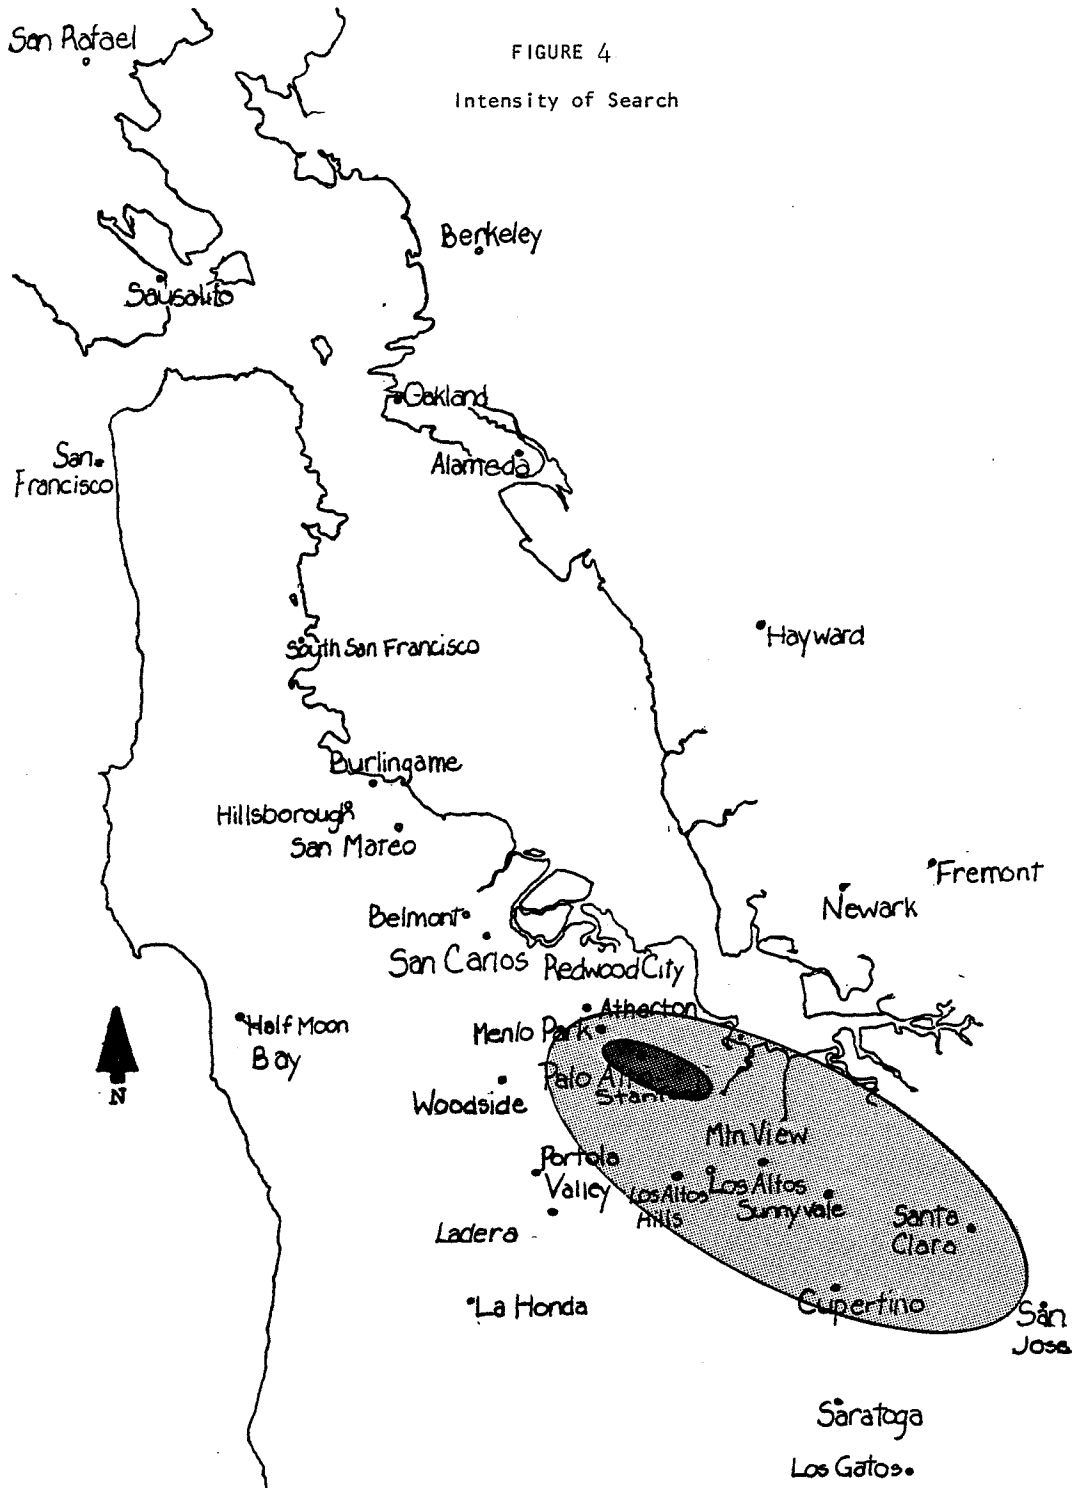 San Rafael
FIGURE 4
Intensity of Search
Berkeley
Sausalito
Oakland
San
Francisco
Alameda
Hayward
South San Francisco
Burlingame
Hillsborough
San Mateo
Fremont
Newark
Belmont
San Carlos
Redwood City
Atherton
Half Moon
Bay
Menlo Park
N
Palo
Woodside
Mtn. View
Portola
Valley
Los Altos
Hills
Los Altos
Sunnyvale
Santa
Clara
Ladera
La Honda
Cupertino
San
Jose
Saratoga
Los Gatos